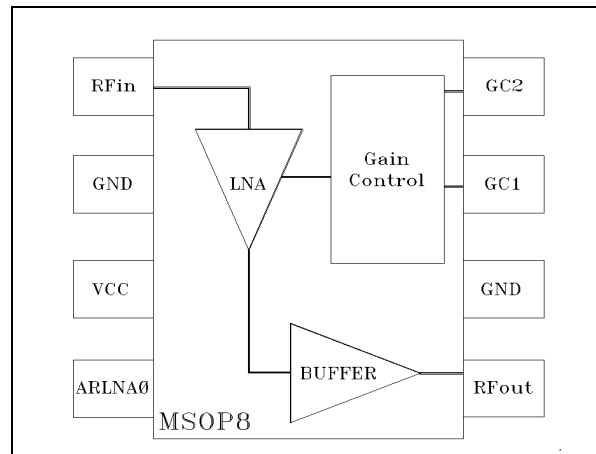 RFin
GC2
LNA
Gain
Control
GND
GC1
VCC
GND
ARLNA0
BUFFER
RFout
MSOP8